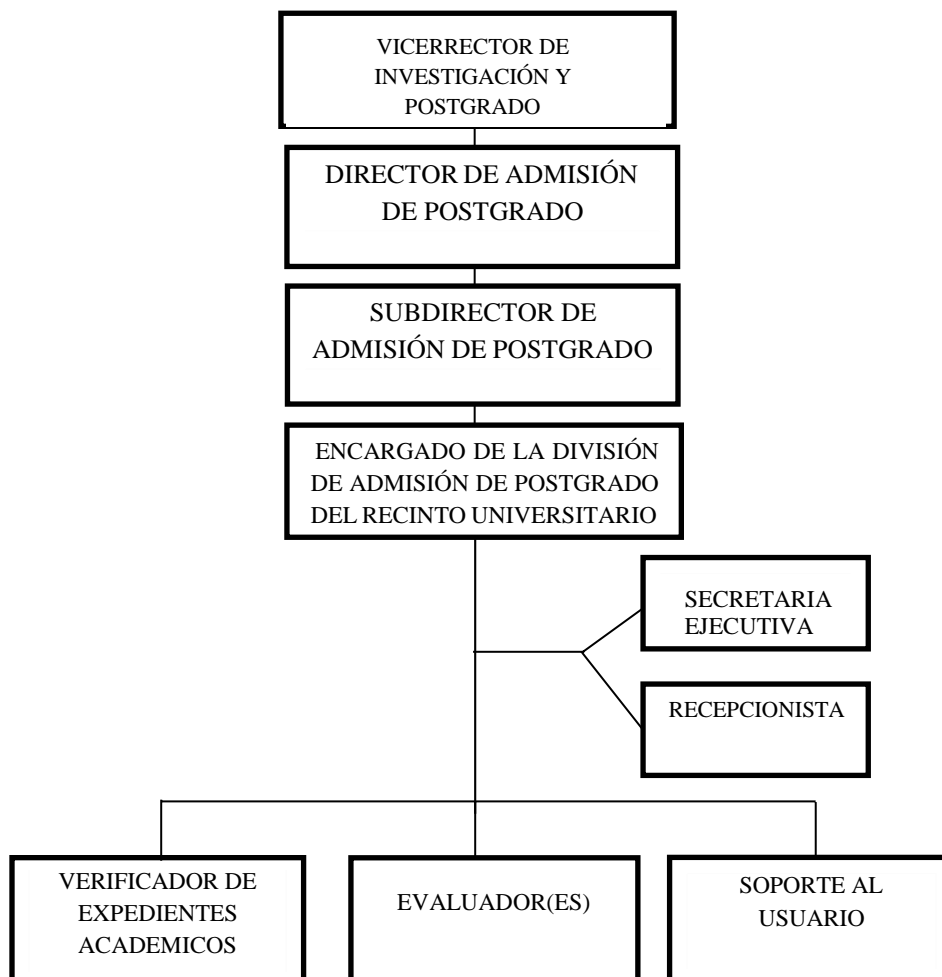 VICERRECTOR DE
INVESTIGACIÓN Y
POSTGRADO
DIRECTOR DE ADMISIÓN
DE POSTGRADO
SUBDIRECTOR DE
ADMISIÓN DE POSTGRADO
ENCARGADO DE LA DIVISIÓN
DE ADMISIÓN DE POSTGRADO
DEL RECINTO UNIVERSITARIO
SECRETARIA
EJECUTIVA
RECEPCIONISTA
VERIFICADOR DE
EXPEDIENTES
ACADEMICOS
EVALUADOR(ES)
SOPORTE AL
USUARIO